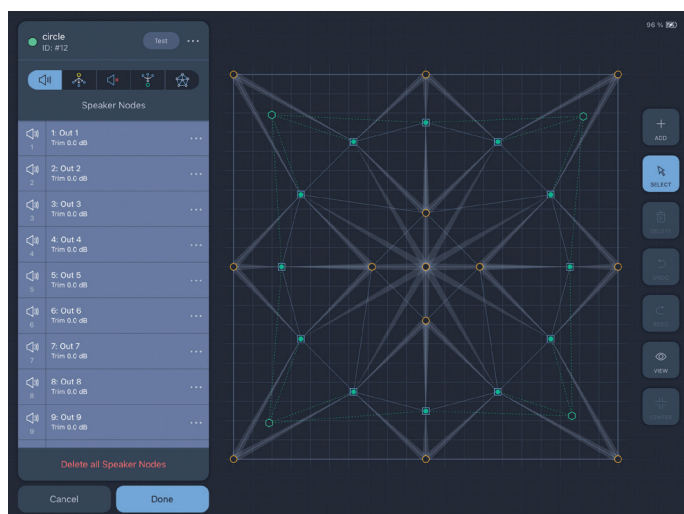 96 %
circle
ID: #12
Test
Speaker Nodes
1: Out 1
Trim 0.0 dB
1
2: Out 2
Trim 0.0 dB
2
3: Out 3
Trim 0.0 dB
3
4: Out 4
Trim 0.0 dB
4
5: Out 5
Trim 0.0 dB
5
6: Out 6
Trim 0.0 dB
6
7: Out 7
Trim 0.0 dB
7
8: Out 8
Trim 0.0 dB
8
9: Out 9
Trim 0.0 dB
9
Delete all Speaker Nodes
Cancel
Done
ADD
SELECT
DELETE
UNDO
REDO
VIEW
CENTER